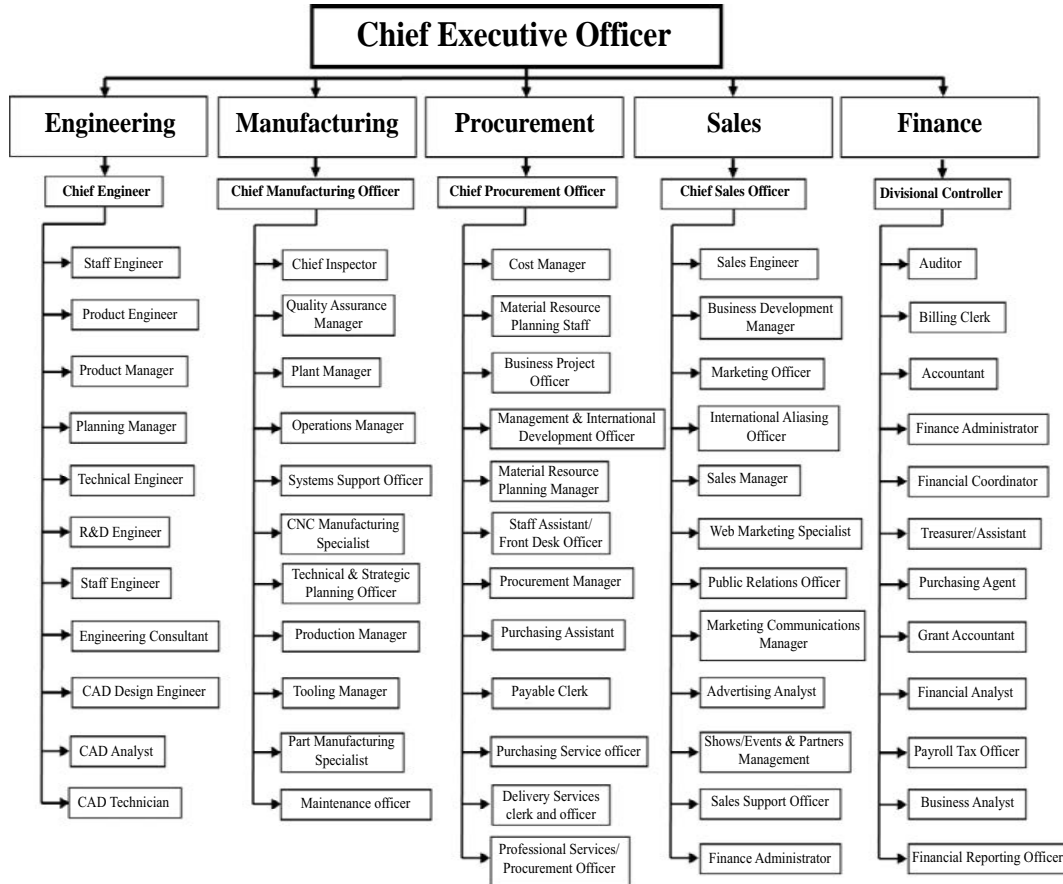 Chief Executive Officer
Engineering
Manufacturing
Procurement
Sales
Finance
Chief Engineer
Chief Manufacturing Officer
Chief Procurement Officer
Chief Sales Officer
Divisional Controller
Staff Engineer
Product Engineer
Product Manager
Planning Manager
Technical Engineer
R&D Engineer
Staff Engineer
Engineering Consultant
CAD Design Engineer
CAD Analyst
CAD Technician
Chief Inspector
Quality Assurance
Manager
Plant Manager
Operations Manager
Systems Support Officer
CNC Manufacturing
Specialist
Technical & Strategic
Planning Officer
Production Manager
Tooling Manager
Part Manufacturing
Specialist
Maintenance officer
Cost Manager
Material Resource
Planning Staff
Business Project
Officer
Management & International
Development Officer
Material Resource
Planning Manager
Staff Assistant/
Front Desk Officer
Procurement Manager
Purchasing Assistant
Payable Clerk
Purchasing Service officer
Delivery Services
clerk and officer
Professional Services/
Procurement Officer
Sales Engineer
Business Development
Manager
Marketing Officer
International Aliasing
Officer
Sales Manager
Web Marketing Specialist
Public Relations Officer
Marketing Communications
Manager
Advertising Analyst
Shows/Events & Partners
Management
Sales Support Officer
Finance Administrator
Auditor
Billing Clerk
Accountant
Finance Administrator
Financial Coordinator
Treasurer/Assistant
Purchasing Agent
Grant Accountant
Financial Analyst
Payroll Tax Officer
Business Analyst
Financial Reporting Officer